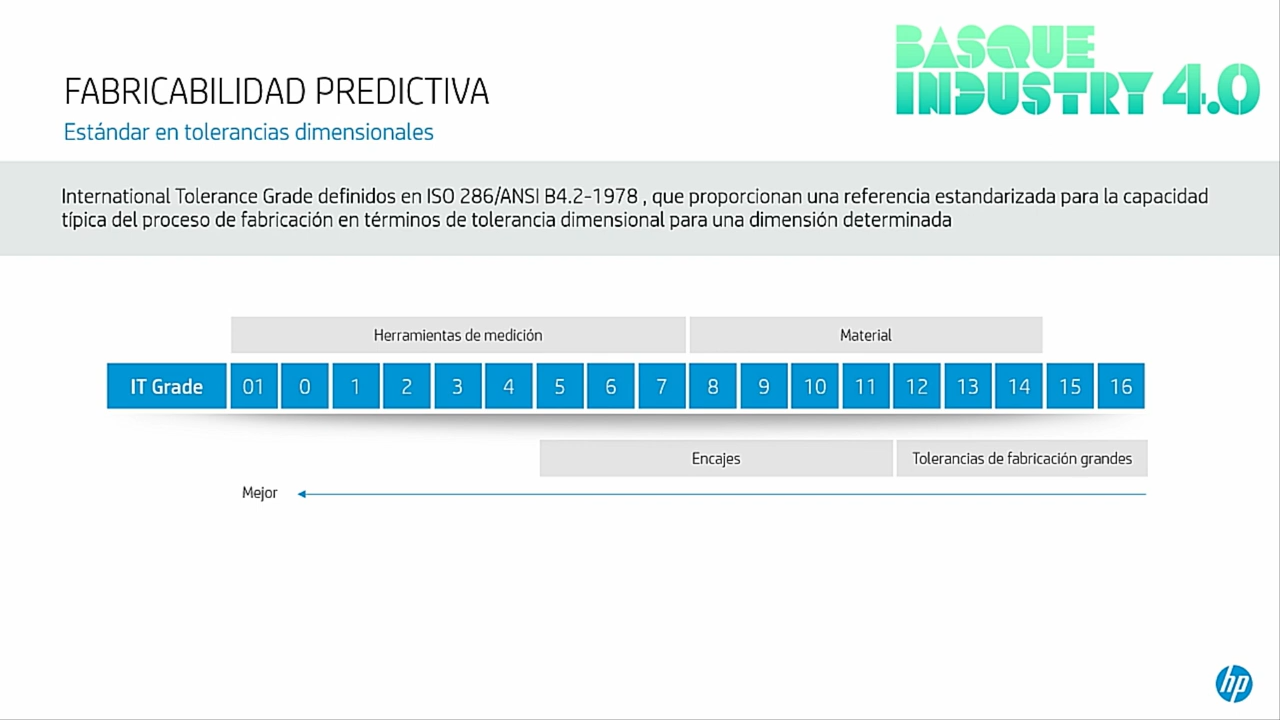 BASQUE
INDUSTRY 4.0
FABRICABILIDAD PREDICTIVA
Estándar en tolerancias dimensionales
International Tolerance Grade definidos en ISO 286/ANSI B4.2-1978 , que proporcionan una referencia estandarizada para la capacidad
típica del proceso de fabricación en términos de tolerancia dimensional para una dimensión determinada
Herramientas de medición Material
IT Grade 01 0 1 2 3 4 5 6 7 8 9 10 11 12 13 14 15 16
Encajes Tolerancias de fabricación grandes
Mejor
hp